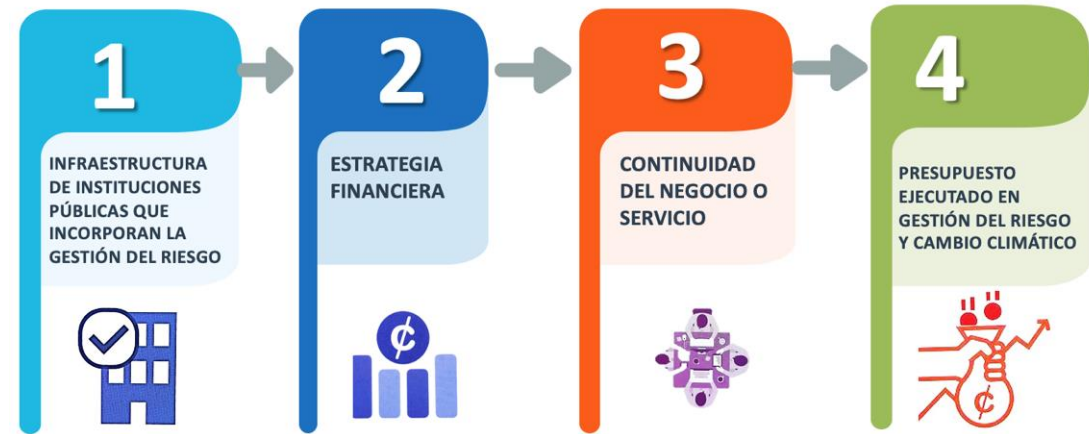 1
INFRAESTRUCTURA
DE INSTITUCIONES
PÚBLICAS QUE
INCORPORAN LA
GESTIÓN DEL RIESGO
2
ESTRATEGIA
FINANCIERA
¢
3
CONTINUIDAD
DEL NEGOCIO O
SERVICIO
4
PRESUPUESTO
EJECUTADO EN
GESTIÓN DEL RIESGO
Y CAMBIO CLIMÁTICO
¢